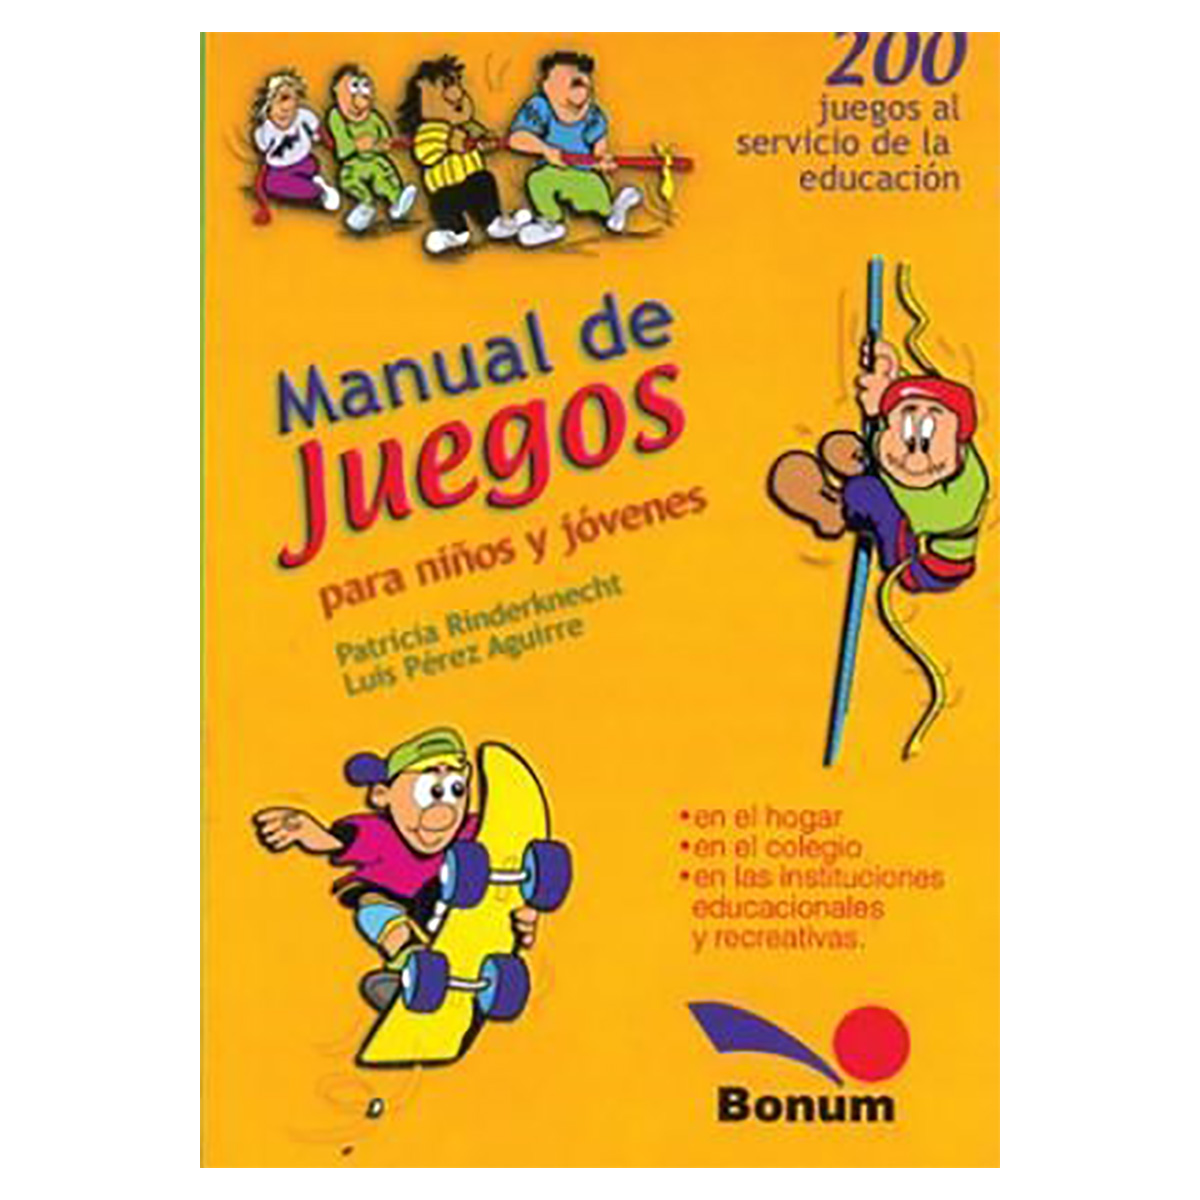 200
juegos al
servicio de la
educación
Manual de
Juegos
para niños y jóvenes
Patricia Rinderknecht
Luis Pérez Aguirre
• en el hogar
• en el colegio
• en las instituciones
educacionales
y recreativas.
Bonum